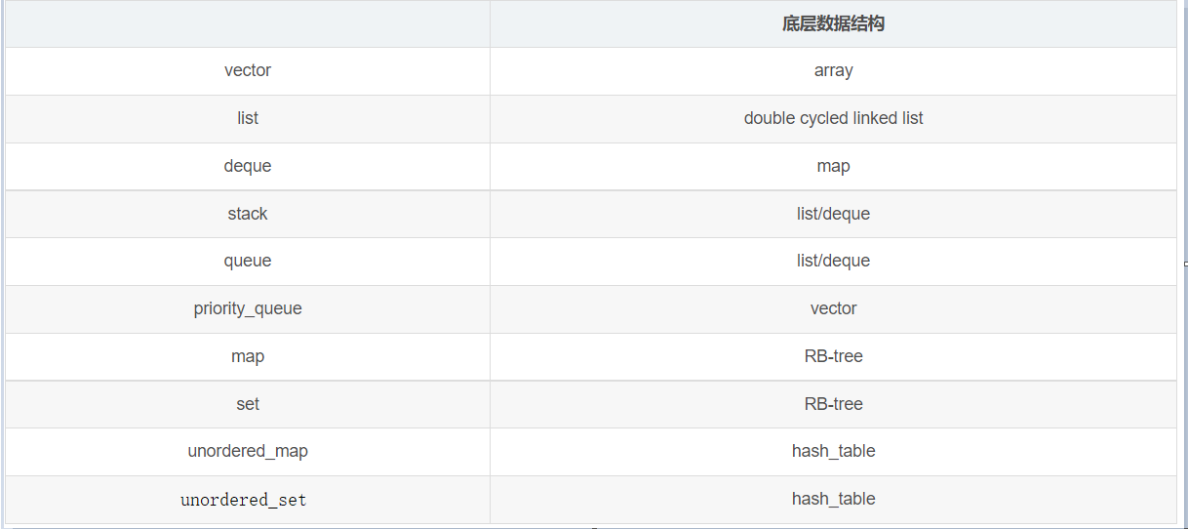 底层数据结构
vector array
list double cycled linked list
deque map
stack list/deque
queue list/deque
priority_queue vector
map RB-tree
set RB-tree
unordered_map hash_table
unordered_set hash_table